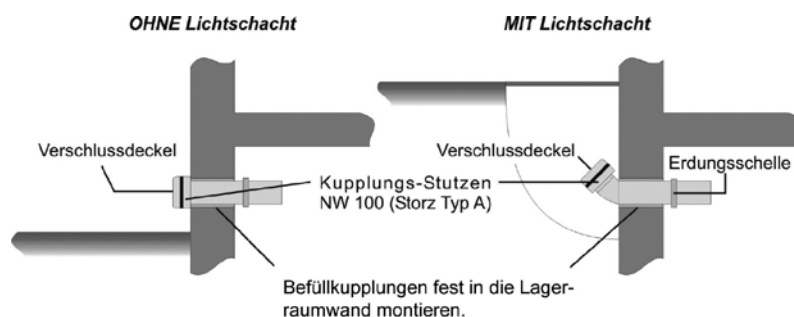 OHNE Lichtschacht
MIT Lichtschacht
Verschlussdeckel
Verschlussdeckel
Erdungsschelle
Kupplungs-Stutzen
NW 100 (Storz Typ A)
Befüllkupplungen fest in die Lager-
raumwand montieren.